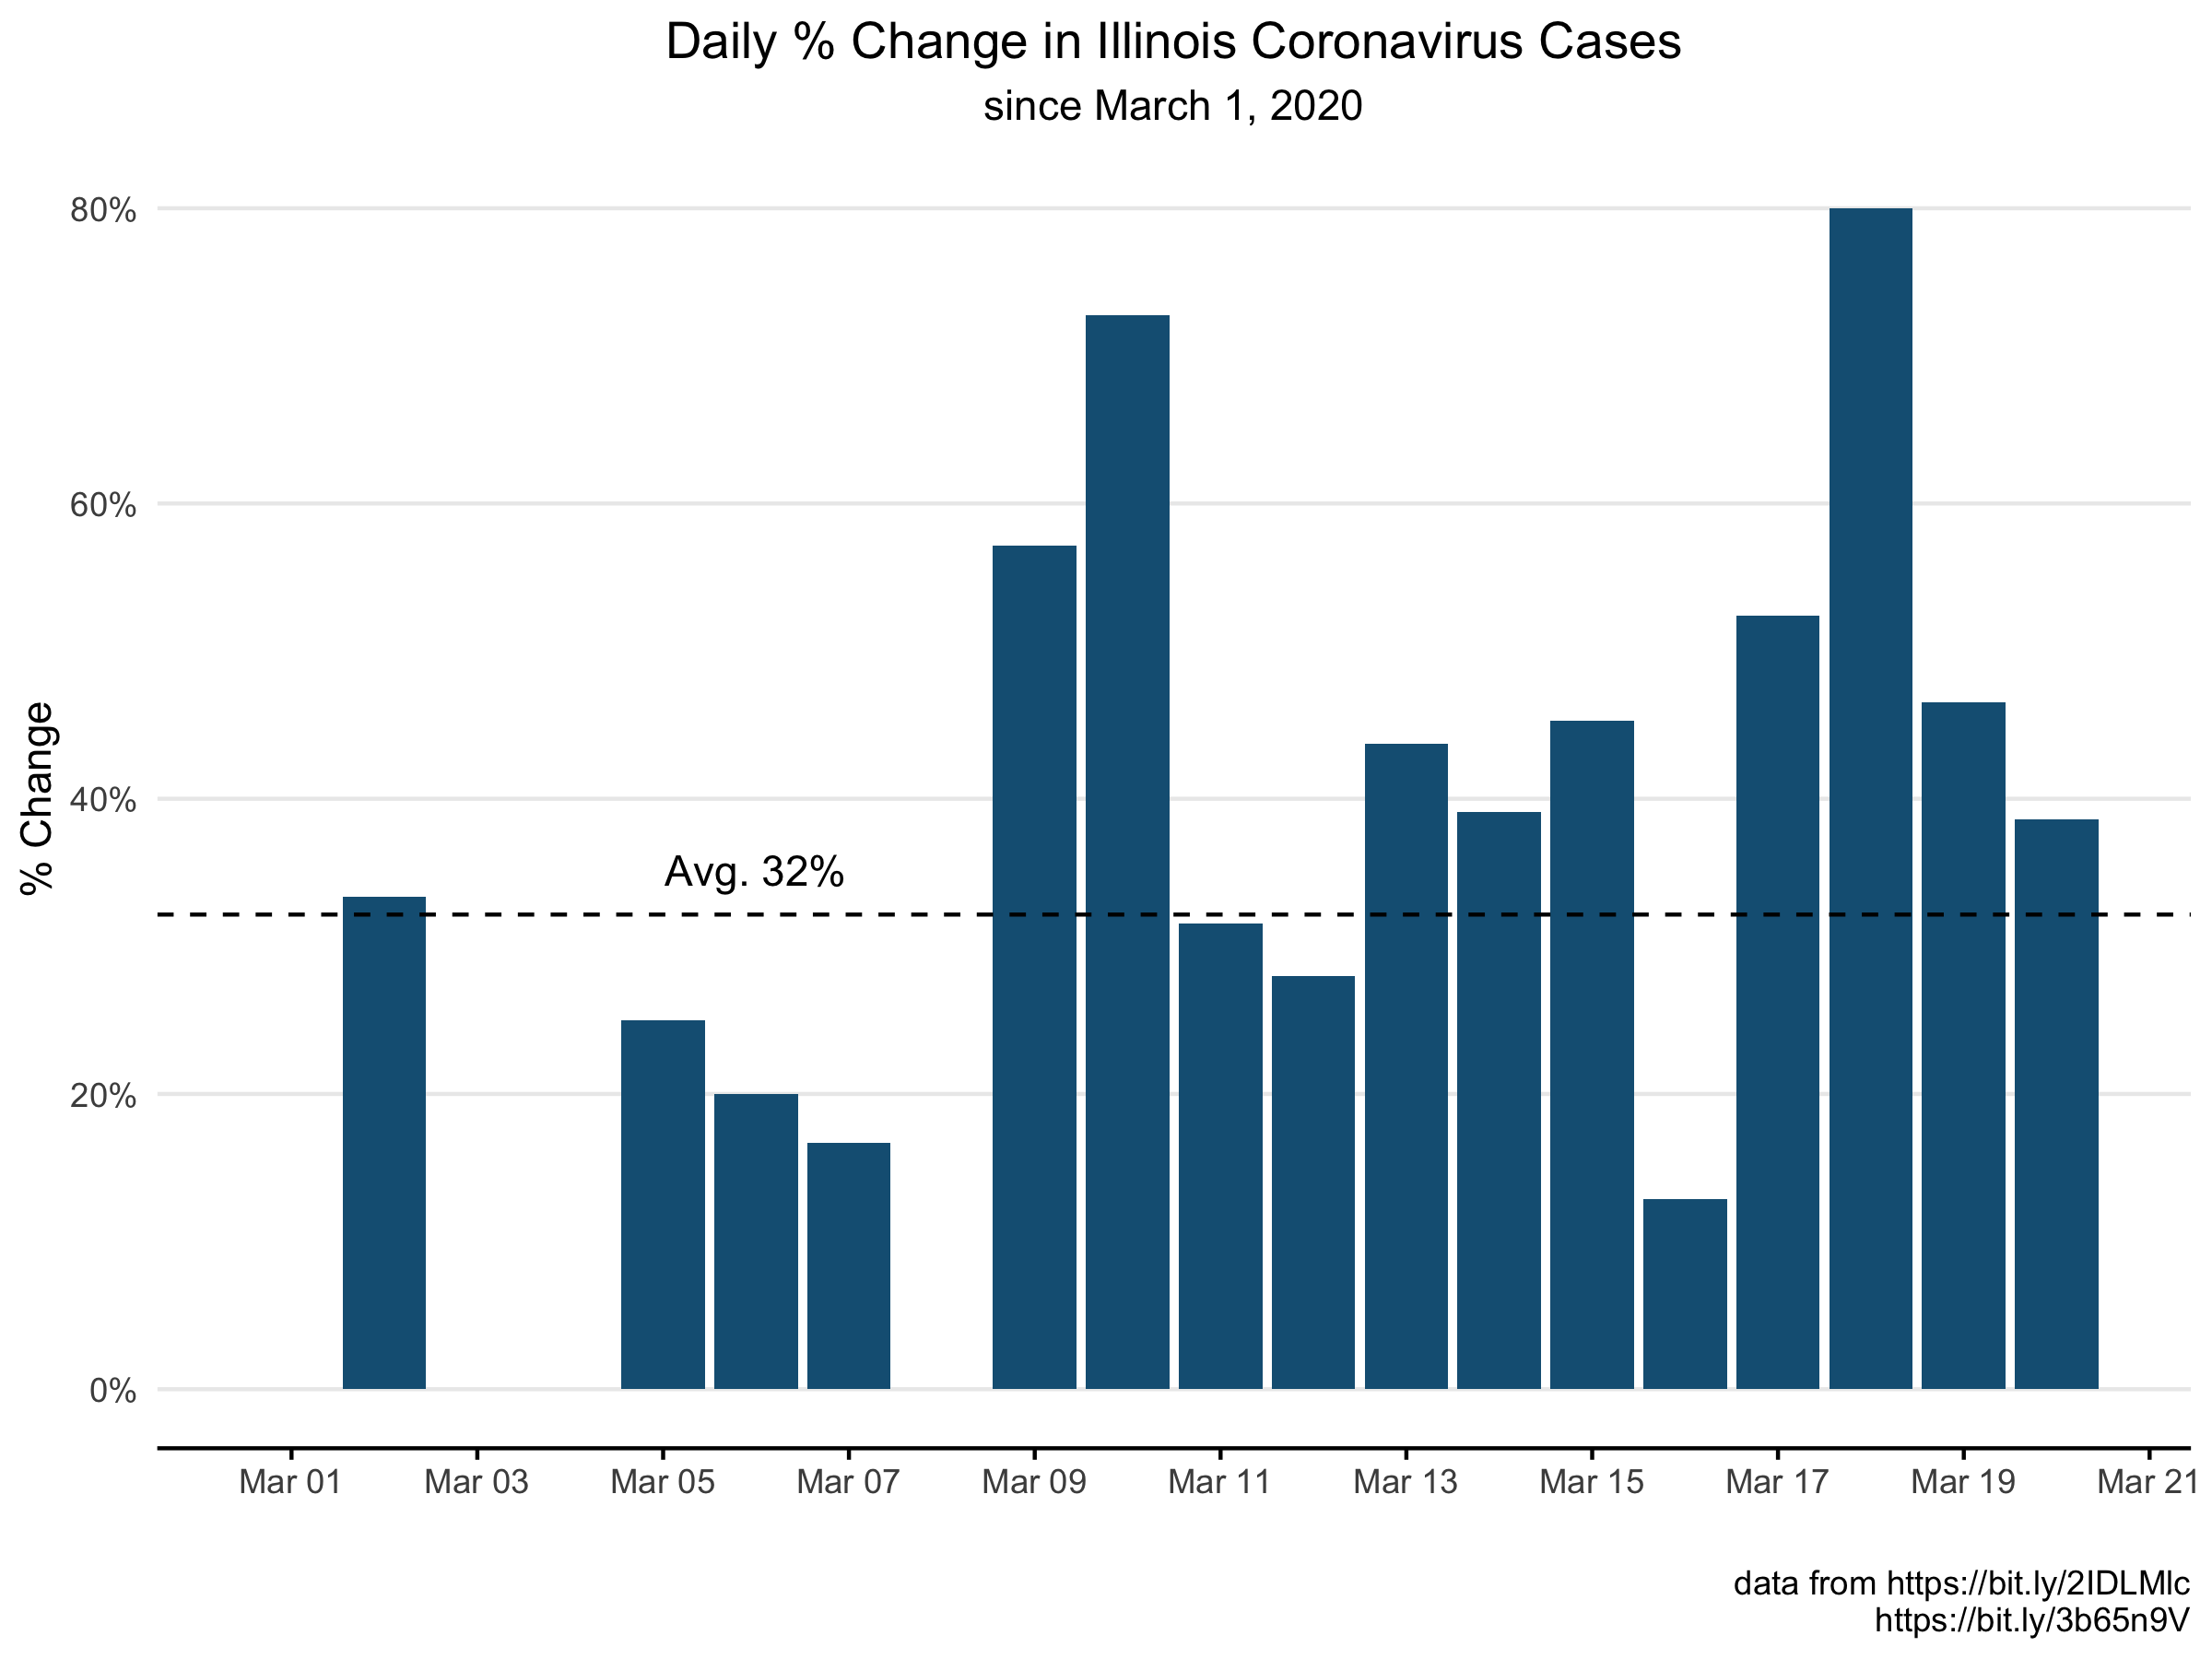 Daily % Change in Illinois Coronavirus Cases
since March 1, 2020
% Change
80%
60%
40%
20%
0%
Avg. 32%
Mar 01 Mar 03 Mar 05 Mar 07 Mar 09 Mar 11 Mar 13 Mar 15 Mar 17 Mar 19 Mar 21
data from https://bit.ly/2IDLMlc
https://bit.ly/3b65n9V